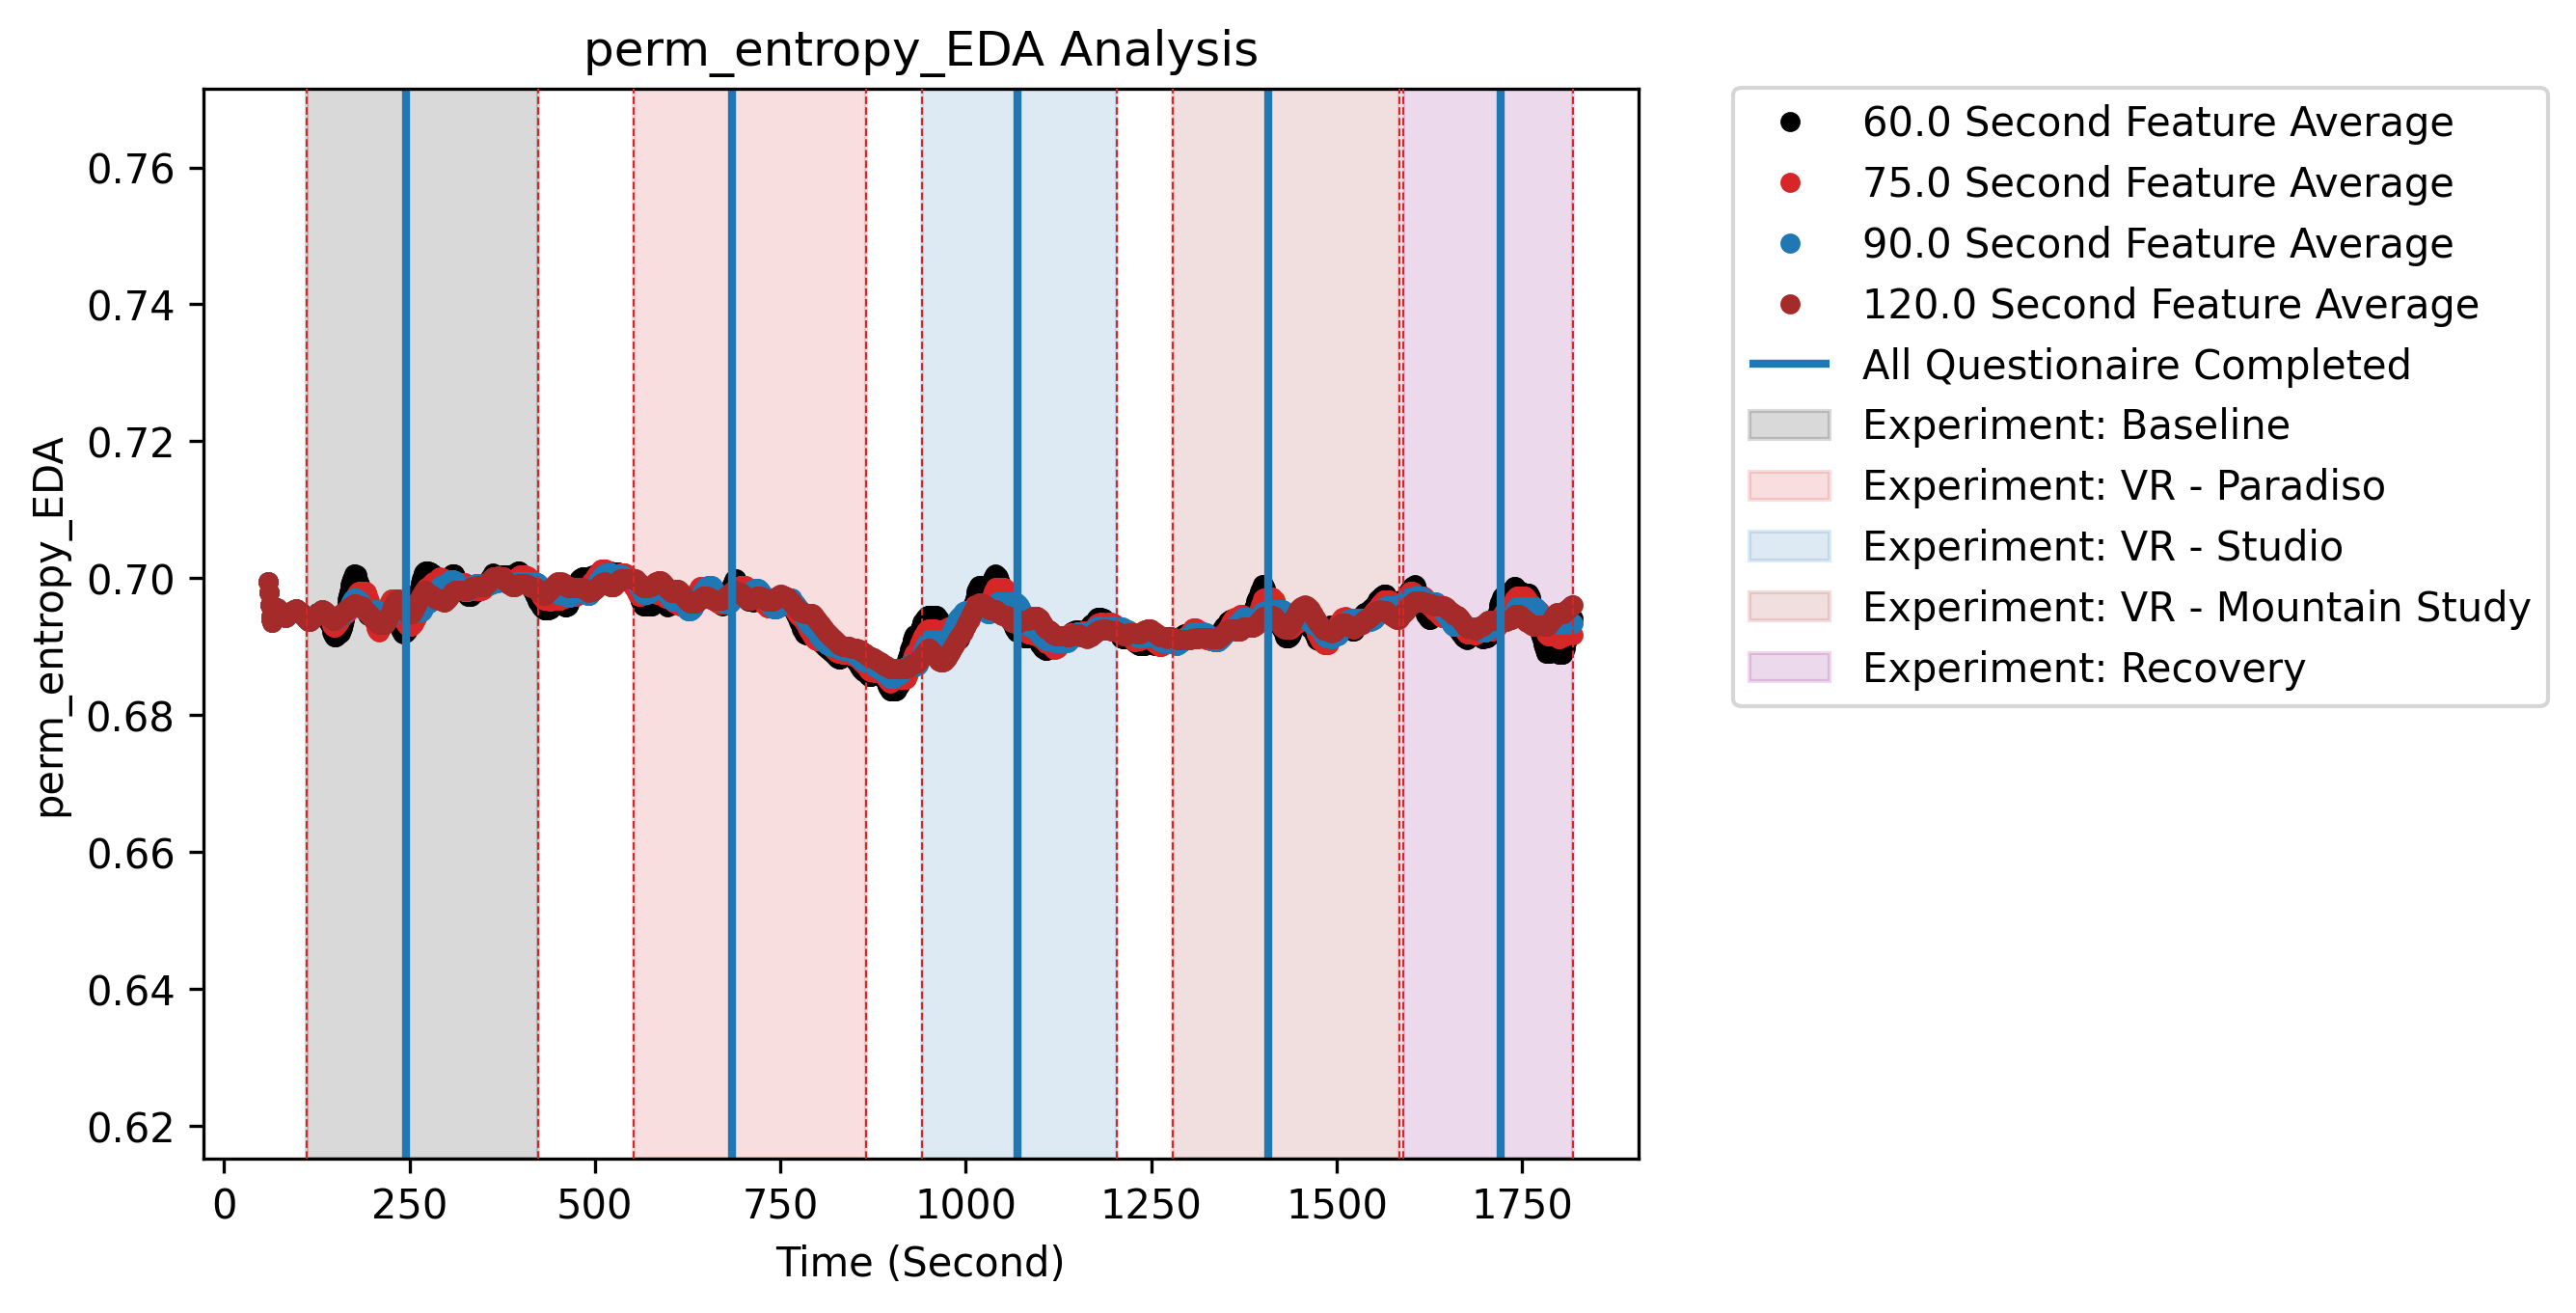 perm_entropy_EDA Analysis
perm_entropy_EDA
0.76
0.74
0.72
0.70
0.68
0.66
0.64
0.62
0 250 500 750 1000 1250 1500 1750
Time (Second)
60.0 Second Feature Average
75.0 Second Feature Average
90.0 Second Feature Average
120.0 Second Feature Average
All Questionaire Completed
Experiment: Baseline
Experiment: VR - Paradiso
Experiment: VR - Studio
Experiment: VR - Mountain Study
Experiment: Recovery